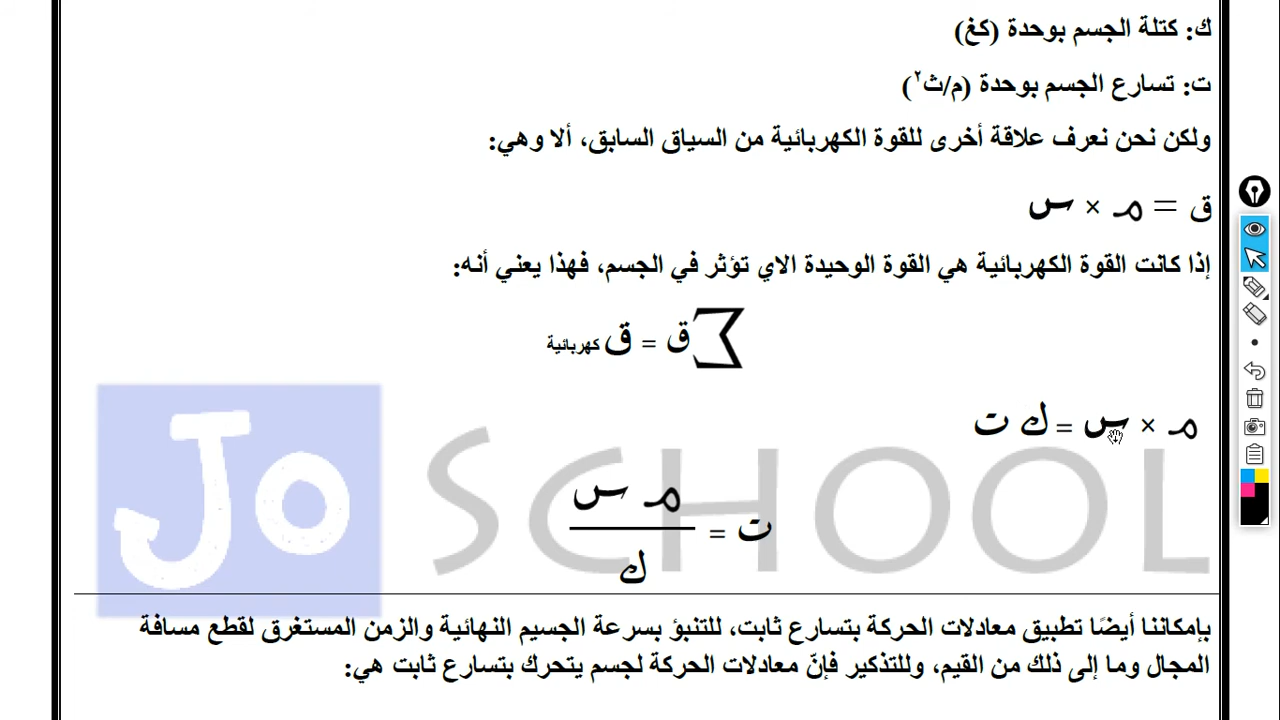 ك: كتلة الجسم بوحدة (كغ)
ت: تسارع الجسم بوحدة (م/ث٢)
ولكن نحن نعرف علاقة أخرى للقوة الكهربائية من السياق السابق، ألا وهي:
ق = مـ × س
إذا كانت القوة الكهربائية هي القوة الوحيدة الاي تؤثر في الجسم، فهذا يعني أنه:
∑ ق = ق كهربائية
مـ × س = ك ت
ت = مـ س / ك
JO SCHOOL
بإمكاننا أيضًا تطبيق معادلات الحركة بتسارع ثابت، للتنبؤ بسرعة الجسيم النهائية والزمن المستغرق لقطع مسافة
المجال وما إلى ذلك من القيم، وللتذكير فإنّ معادلات الحركة لجسم يتحرك بتسارع ثابت هي: